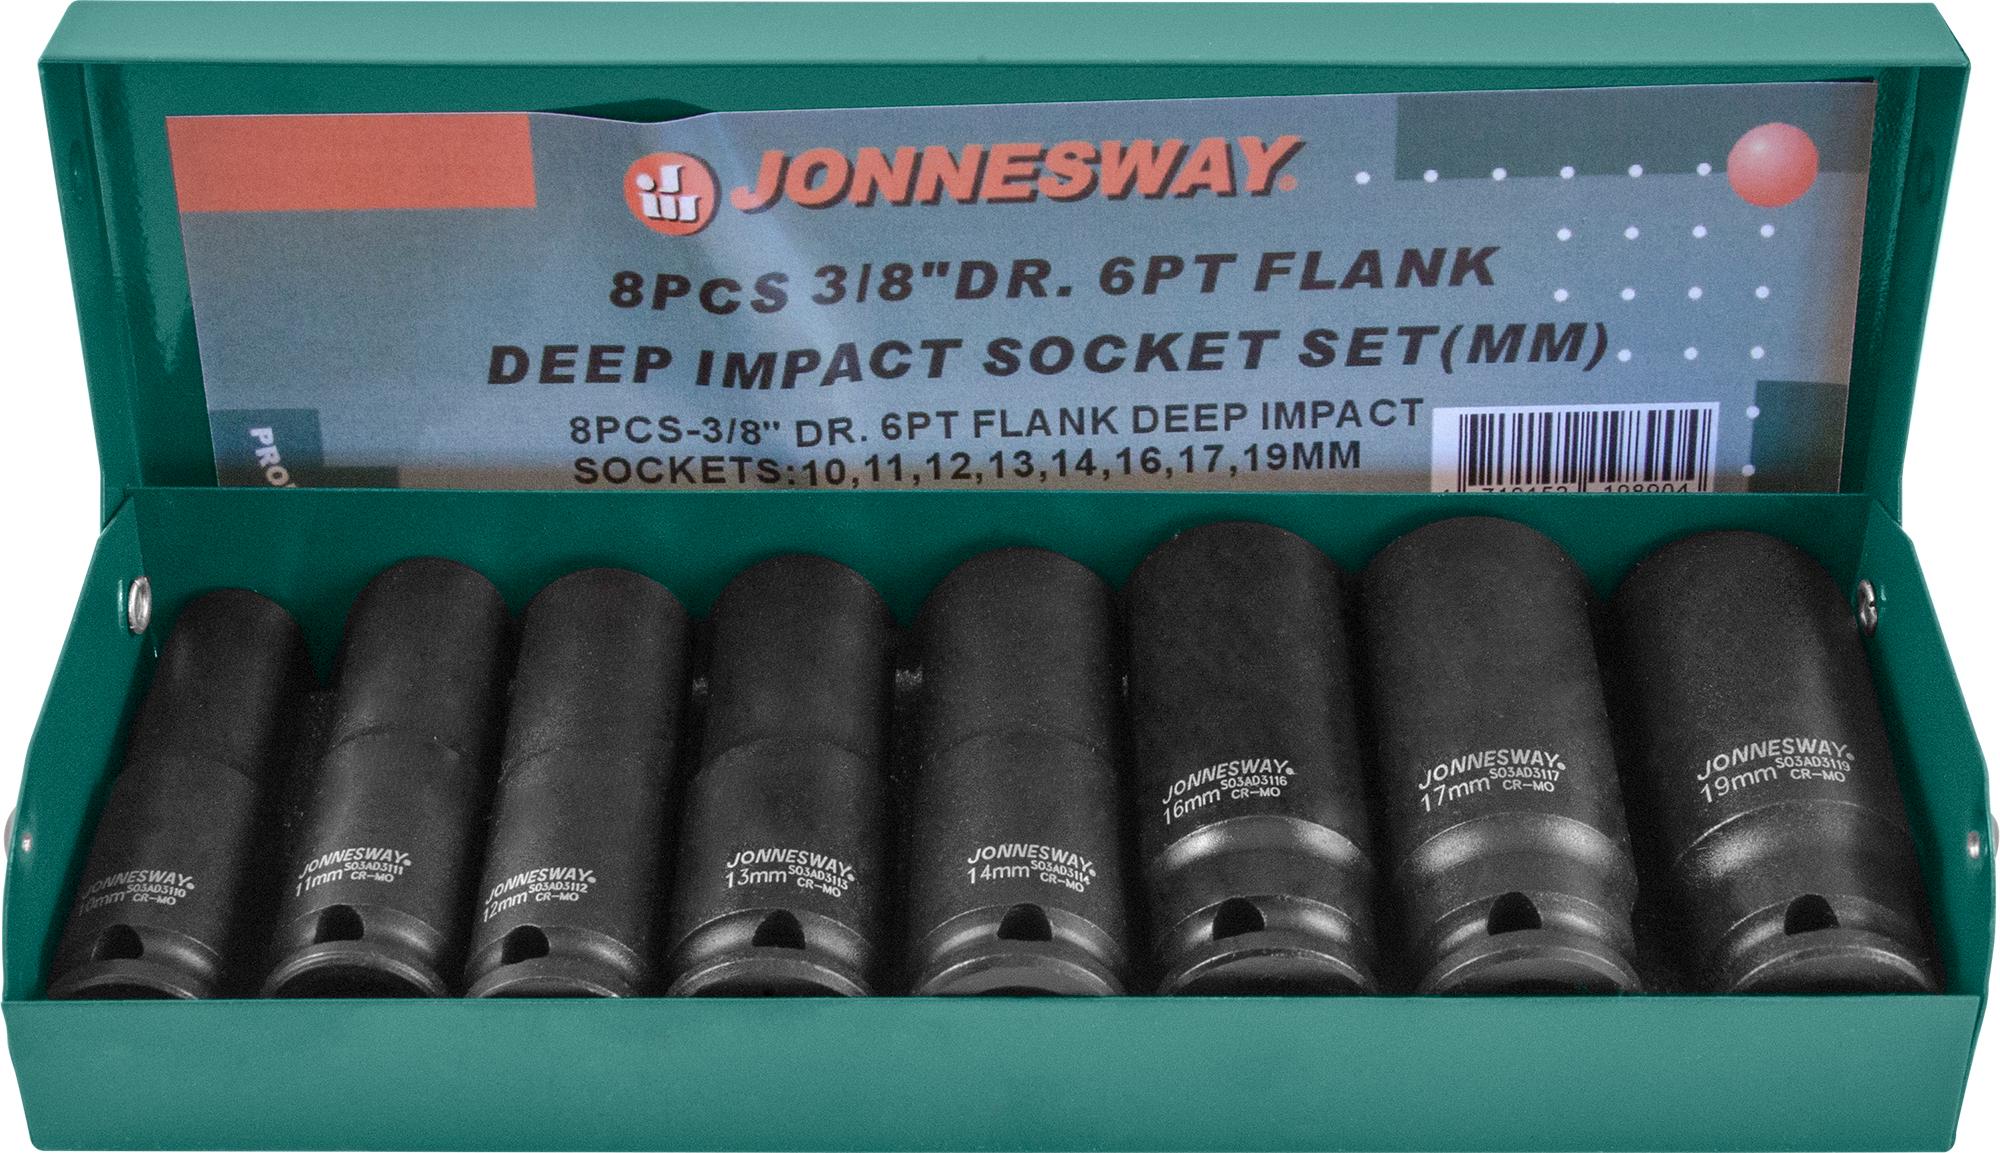 JONNESWAY®
8PCS 3/8"DR. 6PT FLANK
DEEP IMPACT SOCKET SET(MM)
8PCS-3/8" DR. 6PT FLANK DEEP IMPACT
SOCKETS:10,11,12,13,14,16,17,19MM
JONNESWAY®
10mm S03AD3110
CR-MO
JONNESWAY®
11mm S03AD3111
CR-MO
JONNESWAY®
12mm S03AD3112
CR-MO
JONNESWAY®
13mm S03AD3113
CR-MO
JONNESWAY®
14mm S03AD3114
CR-MO
JONNESWAY®
16mm S03AD3116
CR-MO
JONNESWAY®
17mm S03AD3117
CR-MO
JONNESWAY®
19mm S03AD3119
CR-MO